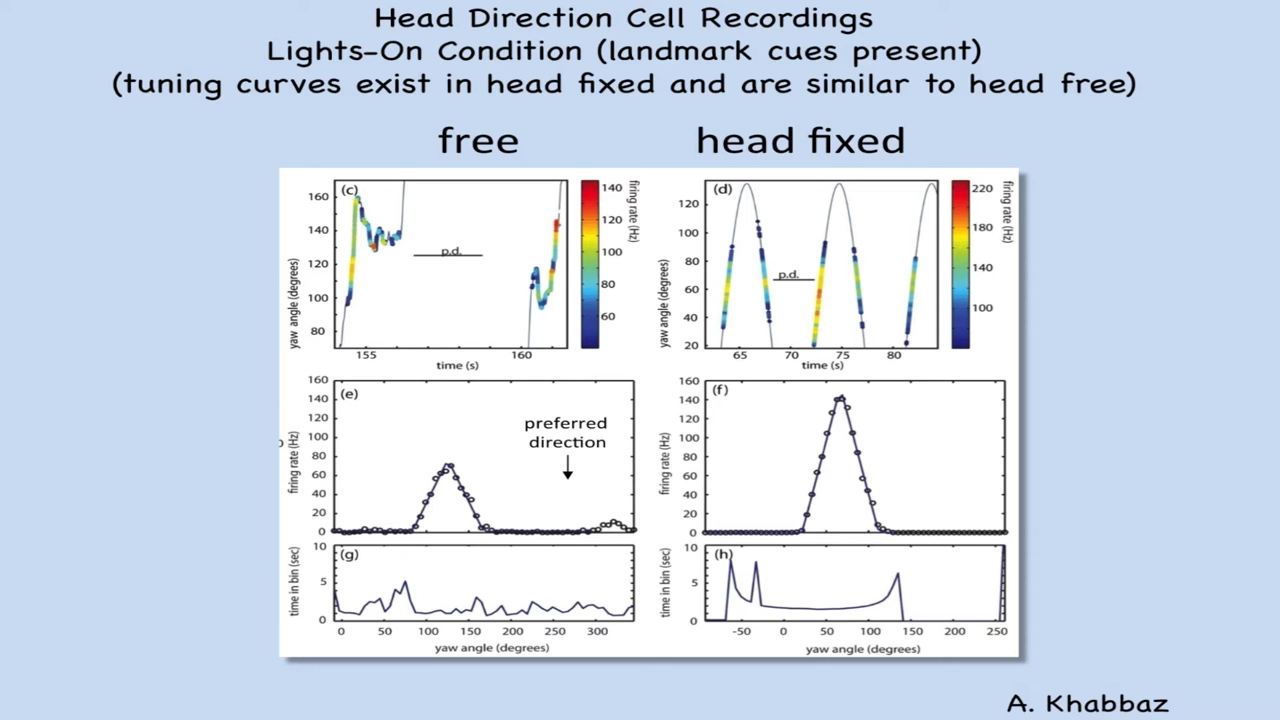 Head Direction Cell Recordings
Lights-On Condition (landmark cues present)
(tuning curves exist in head fixed and are similar to head free)
free
head fixed
(c)
160
140
120
100
80
yaw angle (degrees)
p.d.
155
160
time (s)
140
120
100
80
60
firing rate (Hz)
(d)
120
100
80
60
40
20
yaw angle (degrees)
p.d.
65
70
75
80
time (s)
220
180
140
100
firing rate (Hz)
(e)
160
140
120
100
80
60
40
20
0
firing rate (Hz)
preferred
direction
(f)
160
140
120
100
80
60
40
20
0
firing rate (Hz)
(g)
10
5
0
time in bin (sec)
0
50
100
150
200
250
300
yaw angle (degrees)
(h)
10
5
0
time in bin (sec)
-50
0
50
100
150
200
250
yaw angle (degrees)
A. Khabbaz